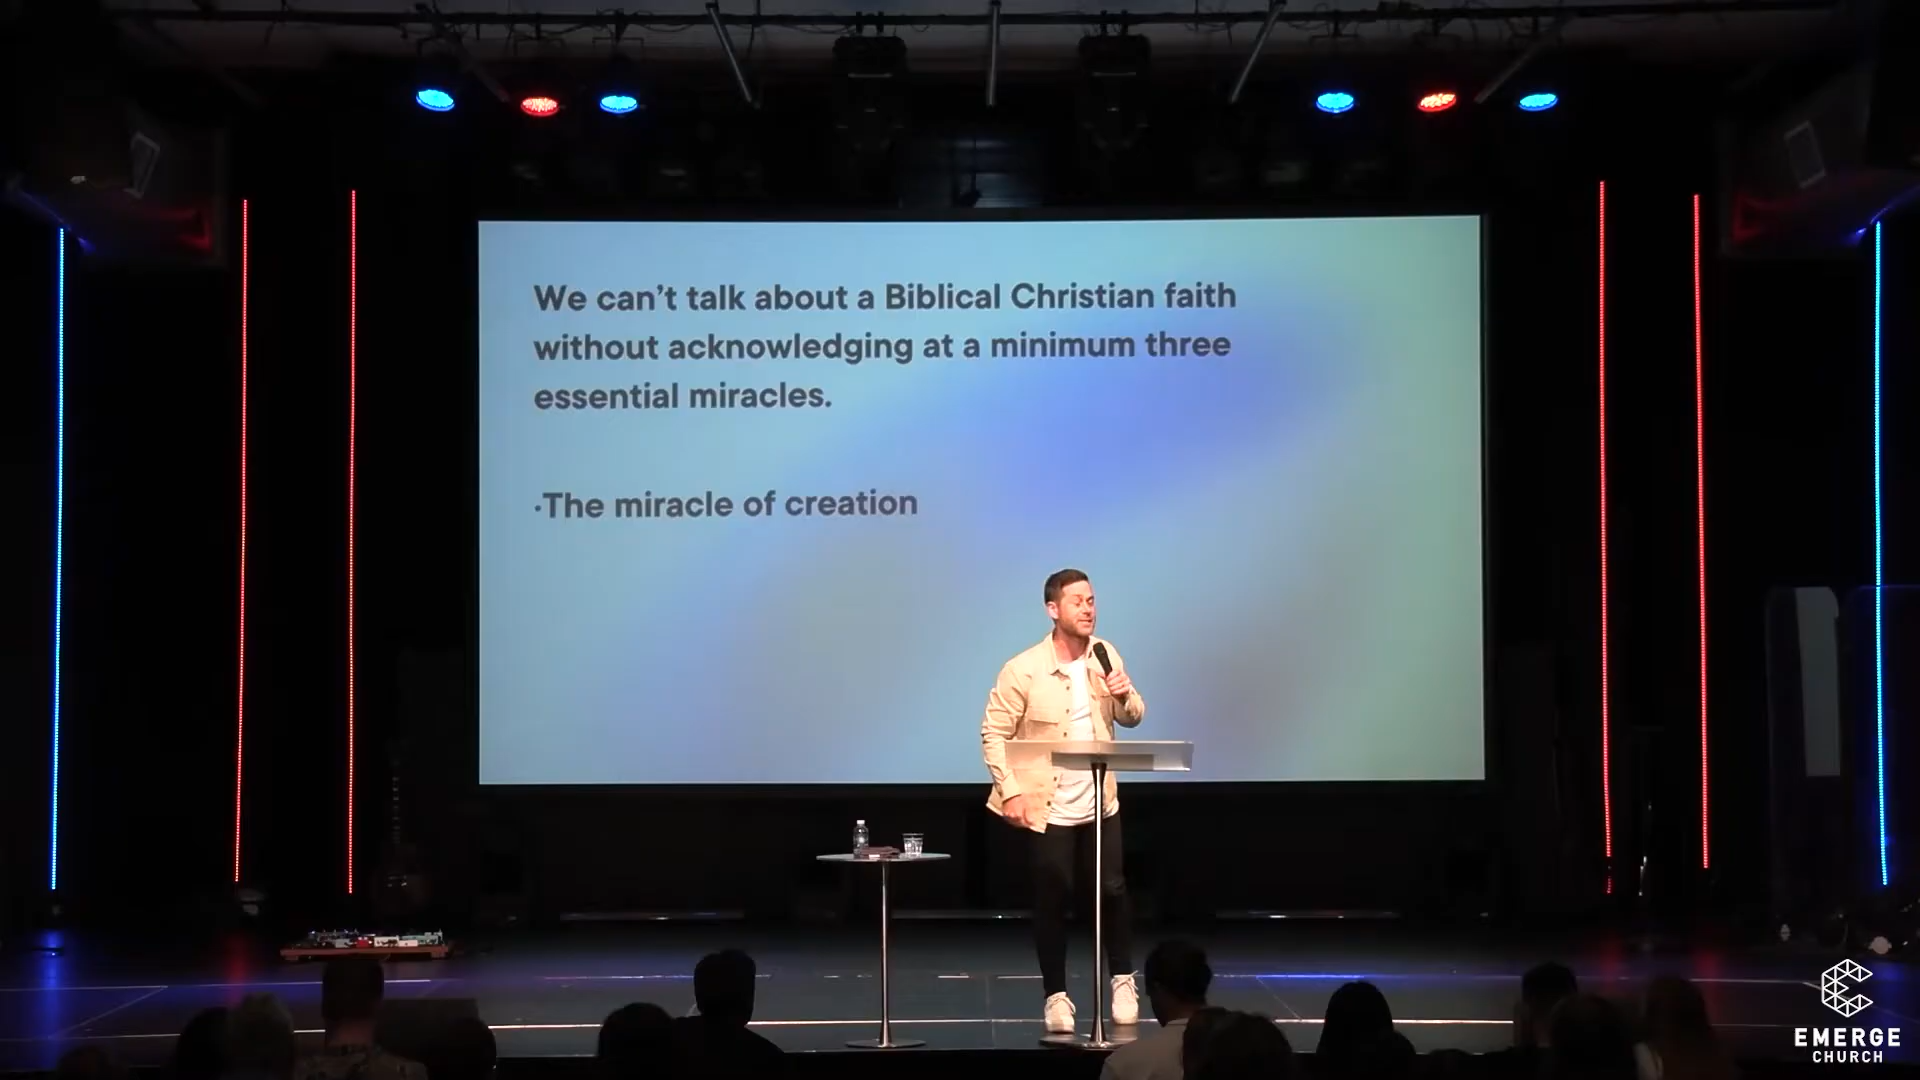 We can't talk about a Biblical Christian faith
without acknowledging at a minimum three
essential miracles.
·The miracle of creation
EMERGE
CHURCH